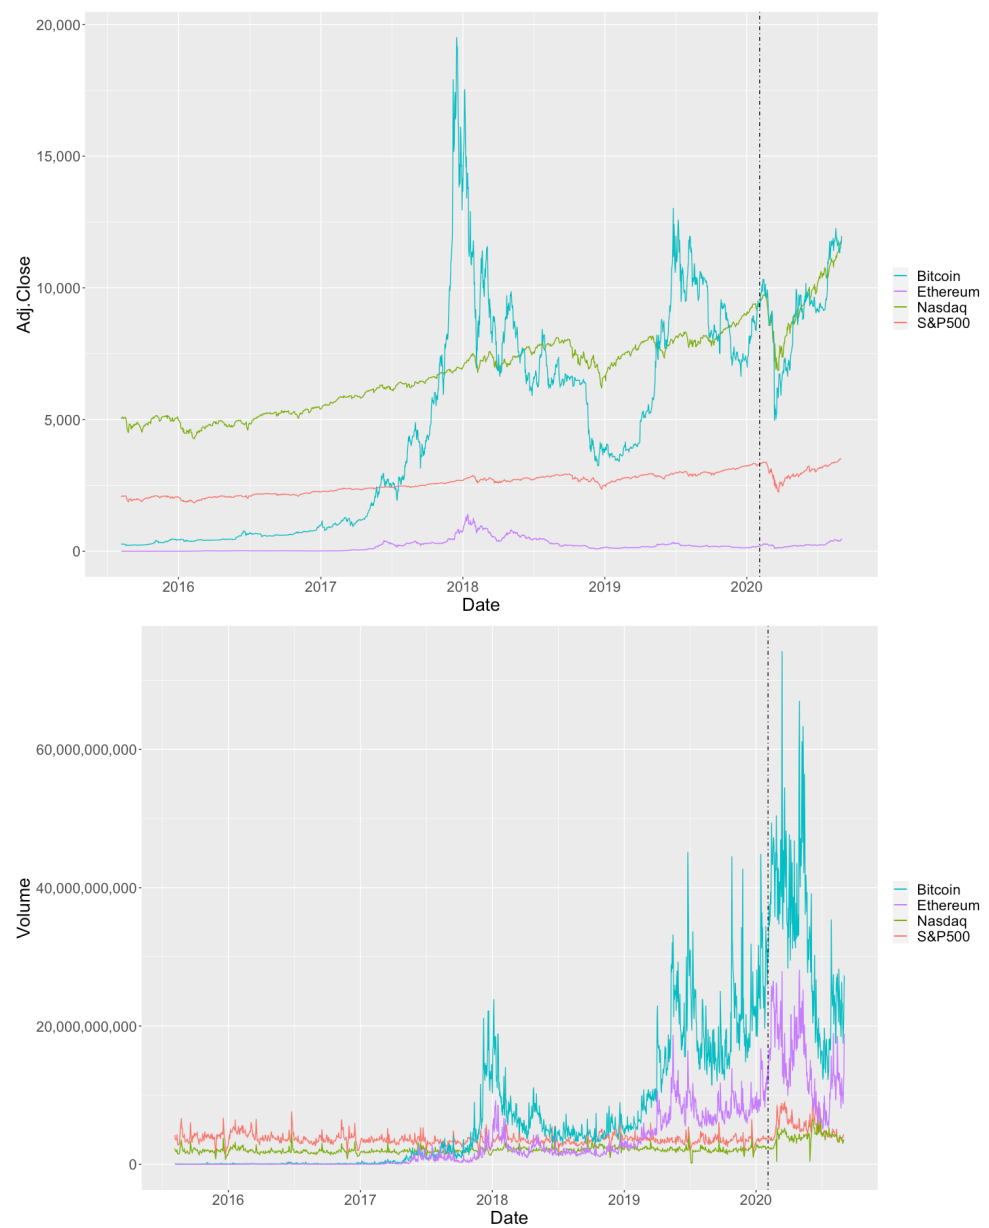 20,000
15,000
10,000
5,000
0
Adj.Close
2016 2017 2018 2019 2020
Date
Bitcoin
Ethereum
Nasdaq
S&P500
60,000,000,000
40,000,000,000
20,000,000,000
0
Volume
2016 2017 2018 2019 2020
Date
Bitcoin
Ethereum
Nasdaq
S&P500